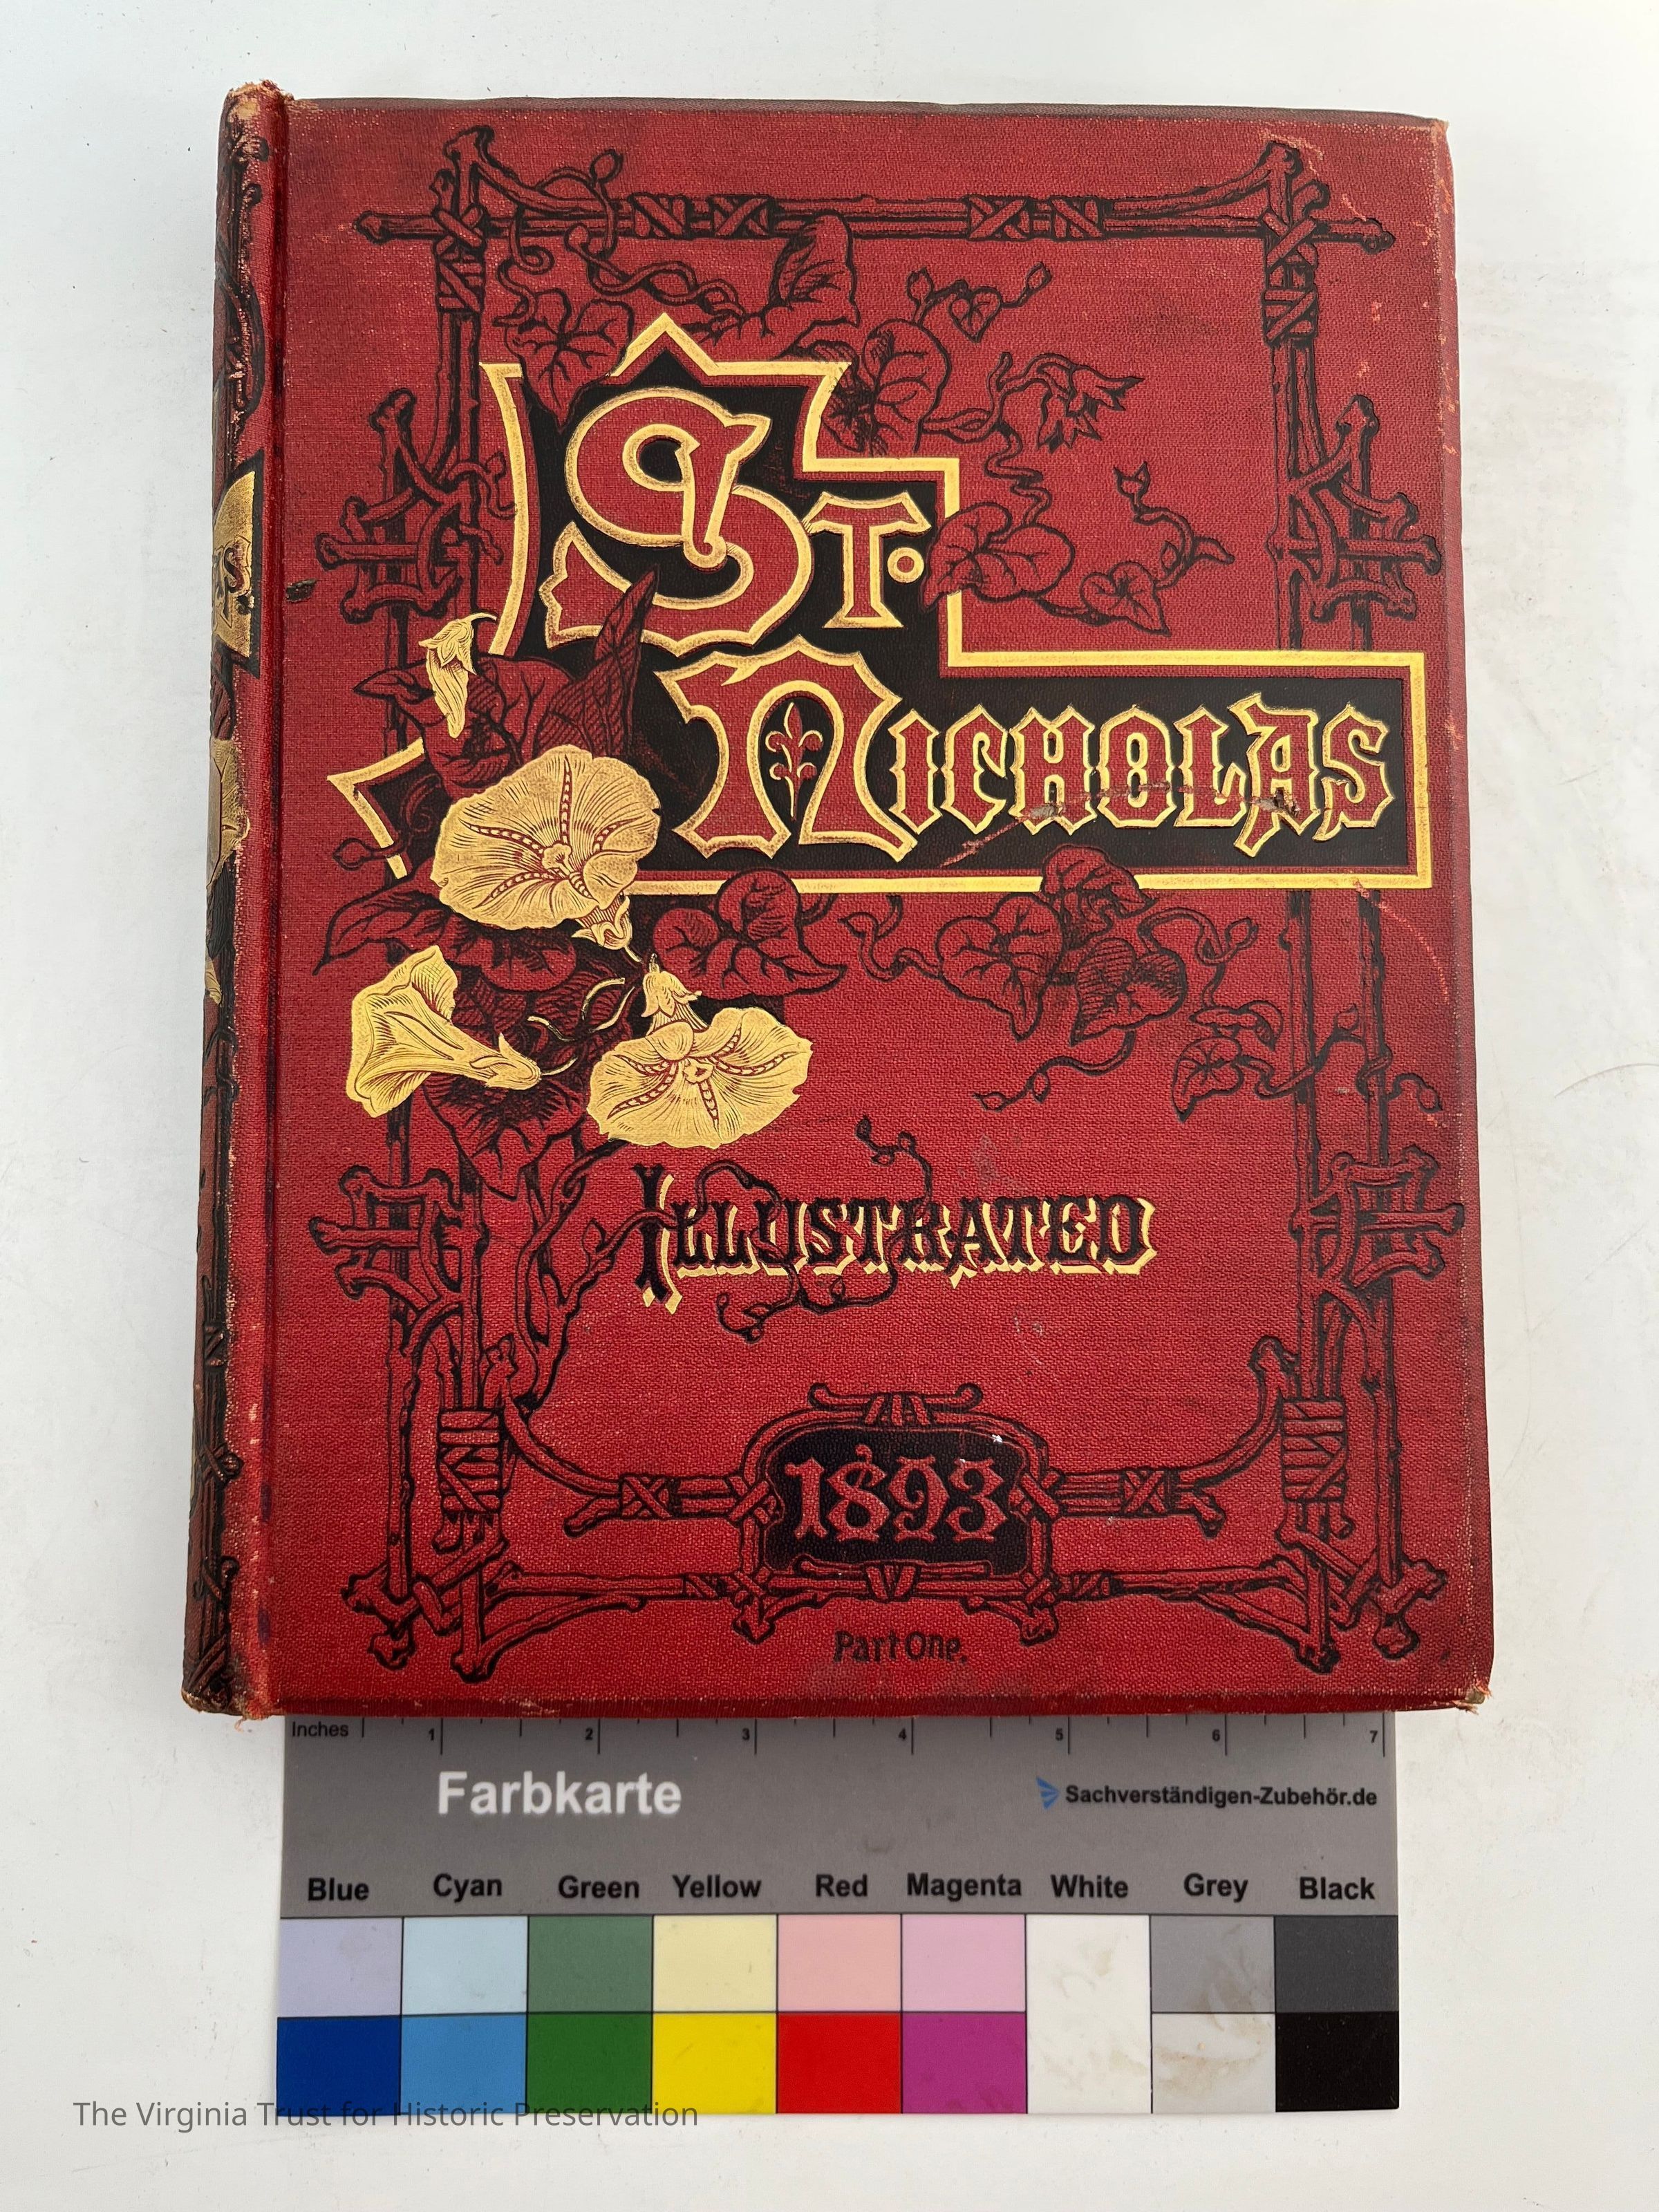 St.
Nicholas
Illustrated
1893
Part One.
Inches 1 2 3 4 5 6 7
Farbkarte
Sachverständigen-Zubehör.de
Blue Cyan Green Yellow Red Magenta White Grey Black
The Virginia Trust for Historic Preservation